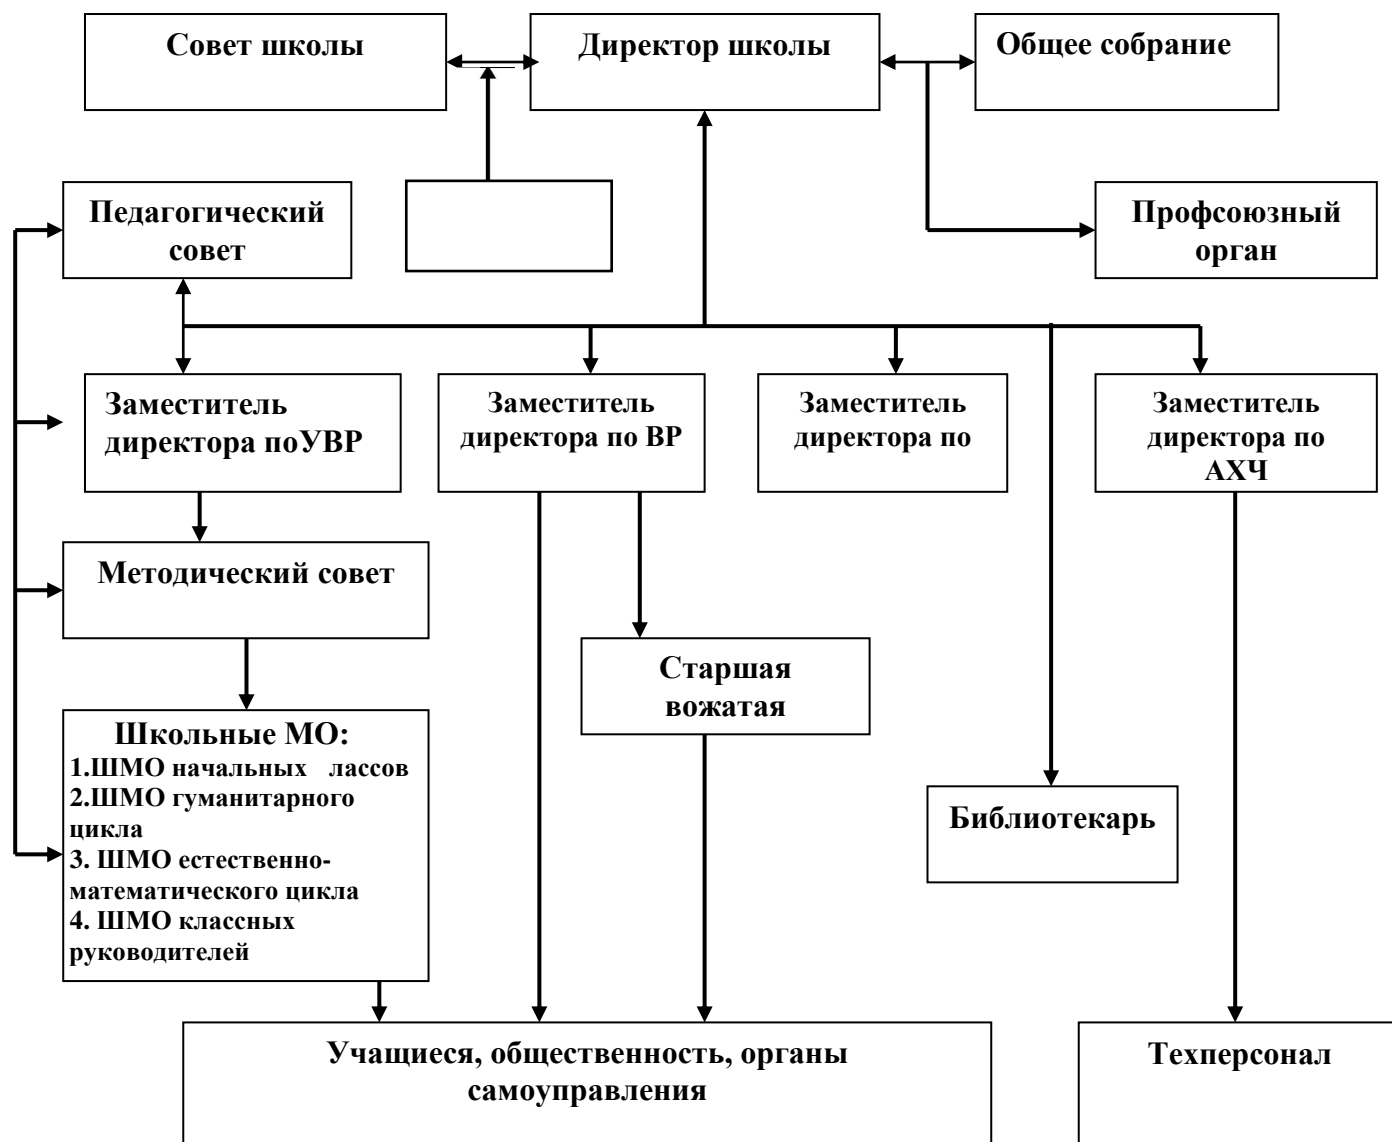 Совет школы
Директор школы
Общее собрание
Педагогический
совет
Профсоюзный
орган
Заместитель
директора поУВР
Заместитель
директора по ВР
Заместитель
директора по
Заместитель
директора по
АХЧ
Методический совет
Старшая
вожатая
Школьные МО:
1.ШМО начальных лассов
2.ШМО гуманитарного
цикла
3. ШМО естественно-
математического цикла
4. ШМО классных
руководителей
Библиотекарь
Учащиеся, общественность, органы
самоуправления
Техперсонал